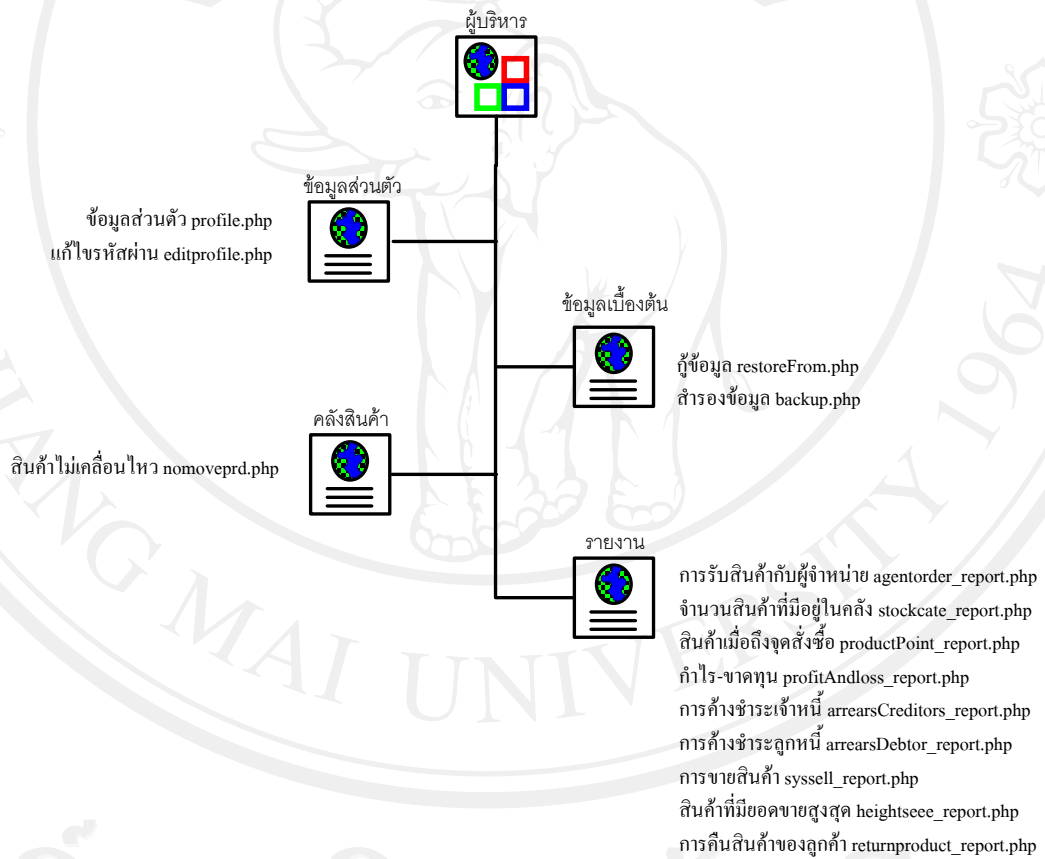 ผู้บริหาร
ข้อมูลส่วนตัว
ข้อมูลส่วนตัว profile.php
แก้ไขรหัสผ่าน editprofile.php
ข้อมูลเบื้องต้น
กู้ข้อมูล restoreFrom.php
สำรองข้อมูล backup.php
คลังสินค้า
สินค้าไม่เคลื่อนไหว nomoveprd.php
รายงาน
การรับสินค้ากับผู้จำหน่าย agentorder_report.php
จำนวนสินค้าที่มีอยู่ในคลัง stockcate_report.php
สินค้าเมื่อถึงจุดสั่งซื้อ productPoint_report.php
กำไร-ขาดทุน profitAndloss_report.php
การค้างชำระเจ้าหนี้ arrearsCreditors_report.php
การค้างชำระลูกหนี้ arrearsDebtor_report.php
การขายสินค้า syssell_report.php
สินค้าที่มียอดขายสูงสุด heightseee_report.php
การคืนสินค้าของลูกค้า returnproduct_report.php
ANG MAI UNIVERSITY 1964